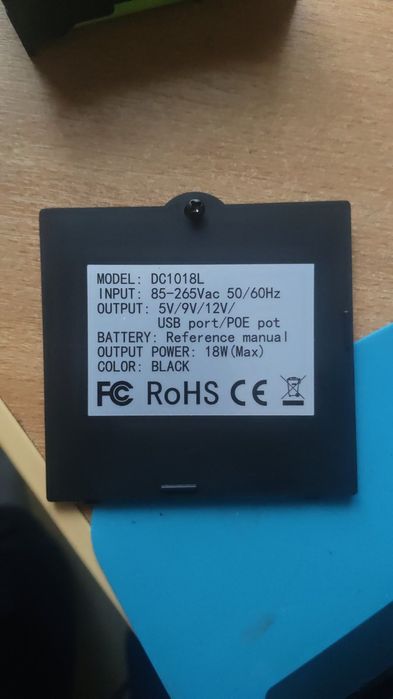 MODEL: DC1018L
INPUT: 85-265Vac 50/60Hz
OUTPUT: 5V/9V/12V/
USB port/POE pot
BATTERY: Reference manual
OUTPUT POWER: 18W(Max)
COLOR: BLACK
FC RoHS CE